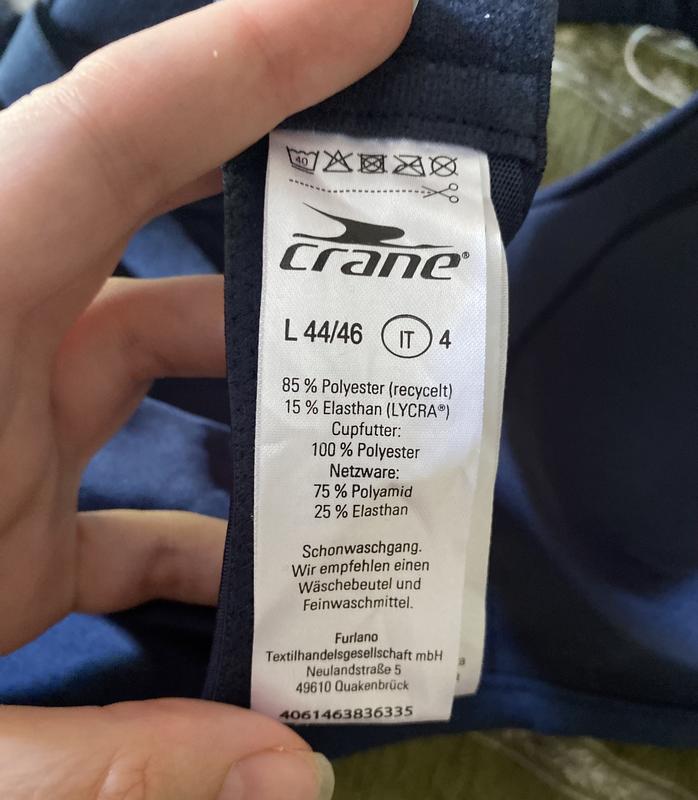 40
crane®
L 44/46 IT 4
85 % Polyester (recycelt)
15 % Elasthan (LYCRA®)
Cupfutter:
100 % Polyester
Netzware:
75 % Polyamid
25 % Elasthan
Schonwaschgang.
Wir empfehlen einen
Wäschebeutel und
Feinwaschmittel.
Furlano
Textilhandelsgesellschaft mbH
Neulandstraße 5
49610 Quakenbrück
4061463836335